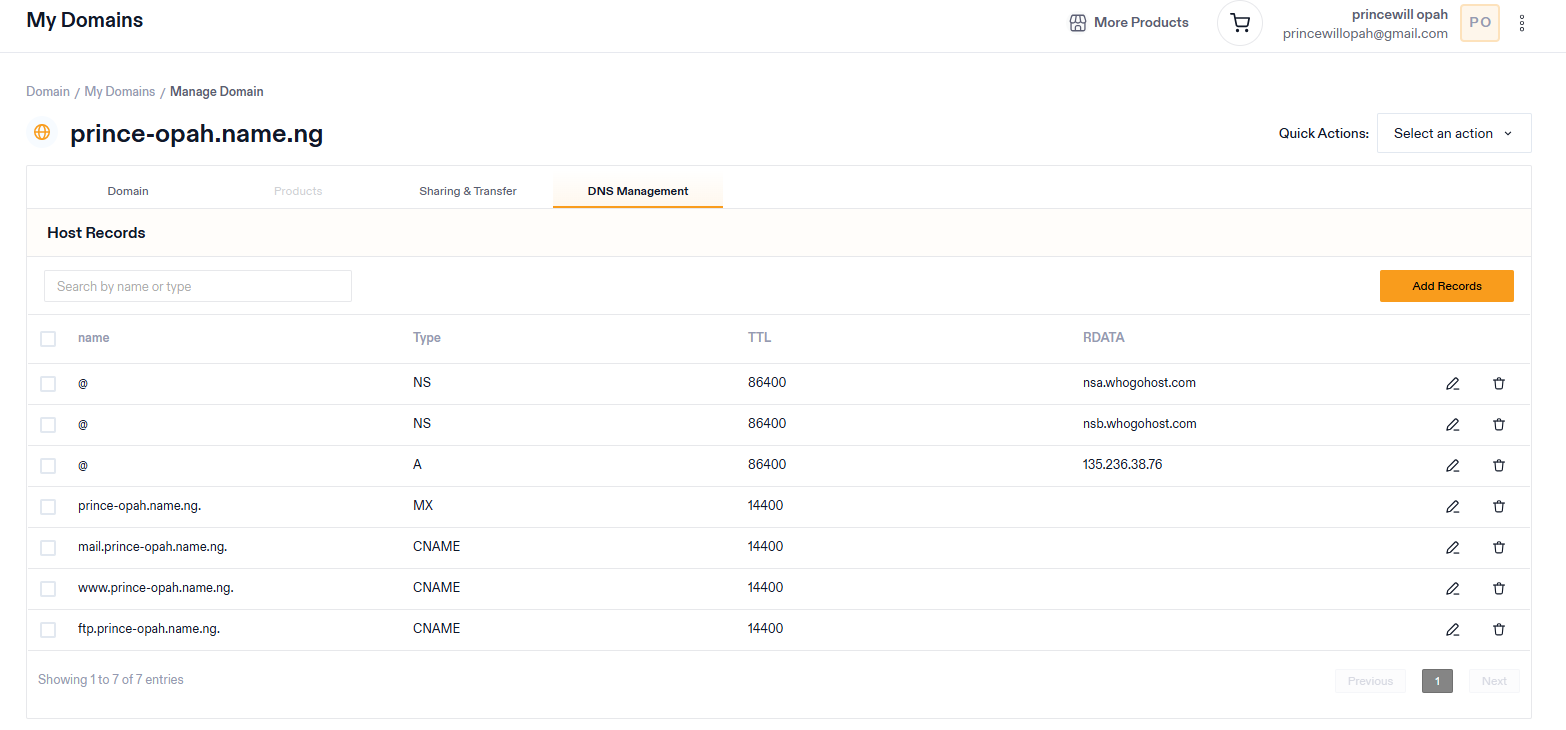 My Domains
More Products
princewill opah
princewillopah@gmail.com
PO
Domain / My Domains / Manage Domain
prince-opah.name.ng
Quick Actions:
Select an action
Domain
Products
Sharing & Transfer
DNS Management
Host Records
Search by name or type
Add Records
name Type TTL RDATA
@ NS 86400 nsa.whogohost.com
@ NS 86400 nsb.whogohost.com
@ A 86400 135.236.38.76
prince-opah.name.ng. MX 14400
mail.prince-opah.name.ng. CNAME 14400
www.prince-opah.name.ng. CNAME 14400
ftp.prince-opah.name.ng. CNAME 14400
Showing 1 to 7 of 7 entries
Previous 1 Next